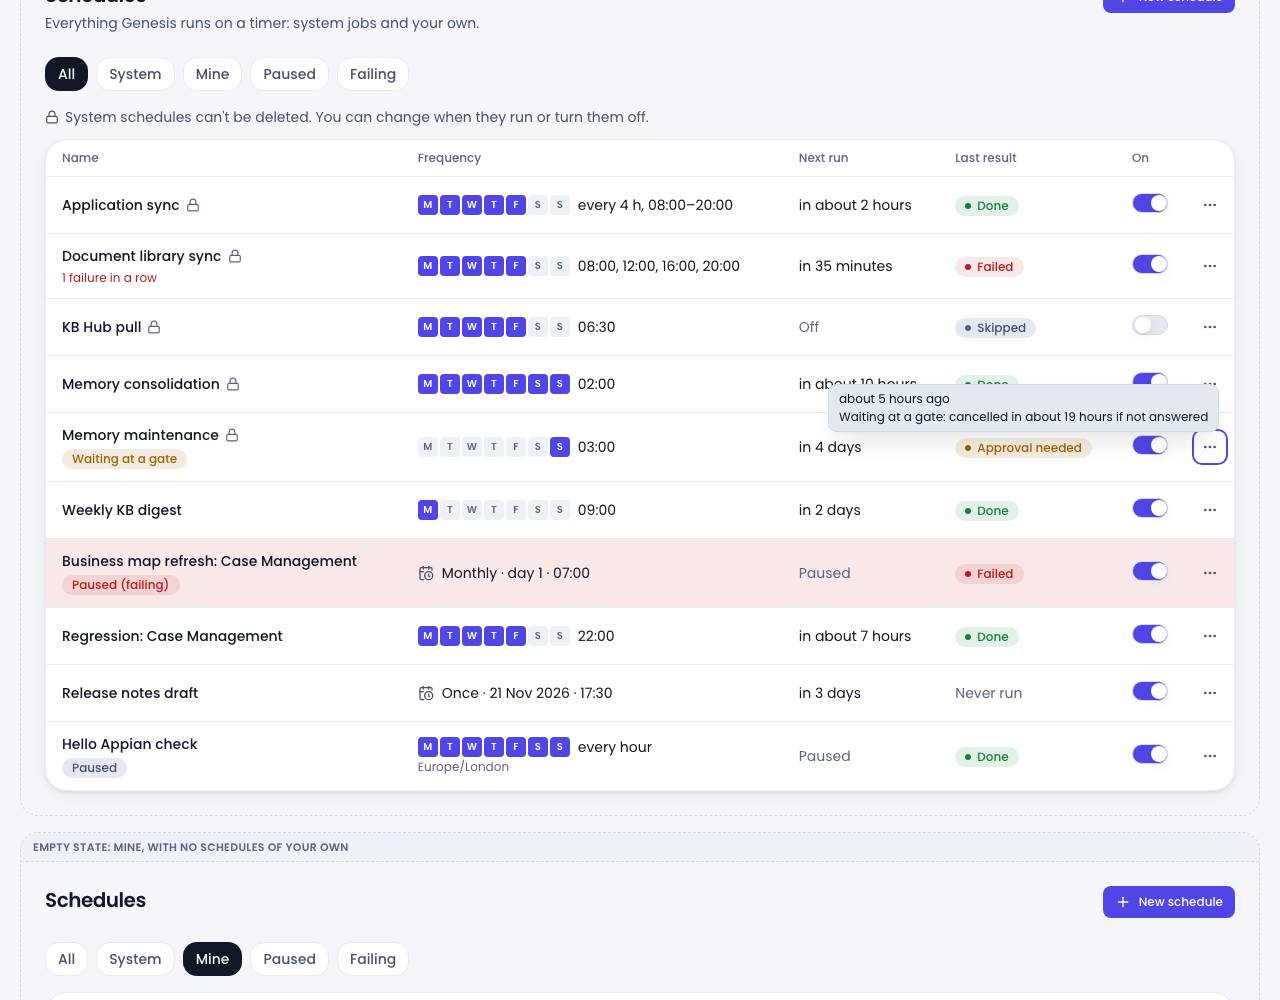 Schedules
New schedule
Everything Genesis runs on a timer: system jobs and your own.
All
System
Mine
Paused
Failing
System schedules can't be deleted. You can change when they run or turn them off.
Name Frequency Next run Last result On
Application sync M T W T F S S every 4 h, 08:00–20:00 in about 2 hours Done
Document library sync
1 failure in a row
M T W T F S S 08:00, 12:00, 16:00, 20:00 in 35 minutes Failed
KB Hub pull M T W T F S S 06:30 Off Skipped
Memory consolidation M T W T F S S 02:00 in about 10 hours Done
about 5 hours ago
Waiting at a gate: cancelled in about 19 hours if not answered
Memory maintenance
Waiting at a gate
M T W T F S S 03:00 in 4 days Approval needed
Weekly KB digest M T W T F S S 09:00 in 2 days Done
Business map refresh: Case Management
Paused (failing)
Monthly · day 1 · 07:00 Paused Failed
Regression: Case Management M T W T F S S 22:00 in about 7 hours Done
Release notes draft Once · 21 Nov 2026 · 17:30 in 3 days Never run
Hello Appian check
Paused
M T W T F S S every hour
Europe/London
Paused Done
EMPTY STATE: MINE, WITH NO SCHEDULES OF YOUR OWN
Schedules
New schedule
All
System
Mine
Paused
Failing